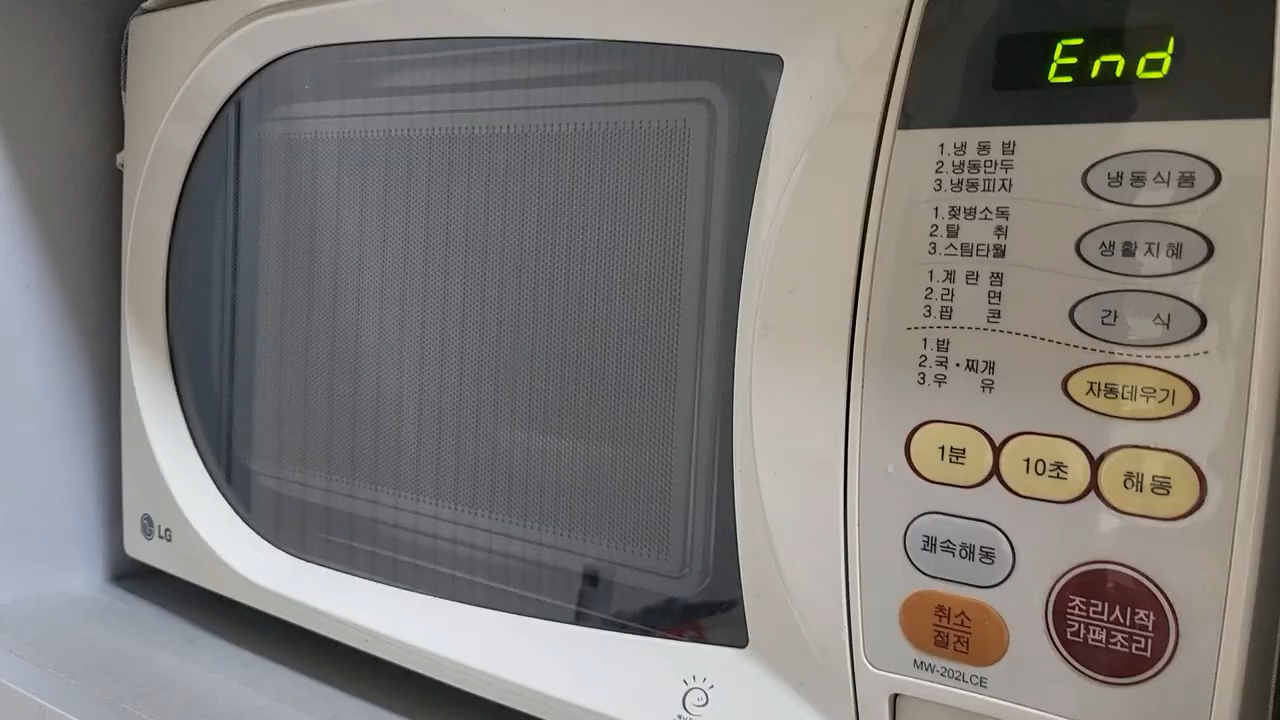 End
1.냉 동 밥
2.냉동만두
3.냉동피자
냉동식품
1.젖병소독
2.탈 취
3.스팀타월
생활지혜
1.계 란 찜
2.라 면
3.팝 콘
간 식
1.밥
2.국·찌개
3.우 유
자동데우기
1분
10초
해동
쾌속해동
취소
절전
조리시작
간편조리
MW-202LCE
LG